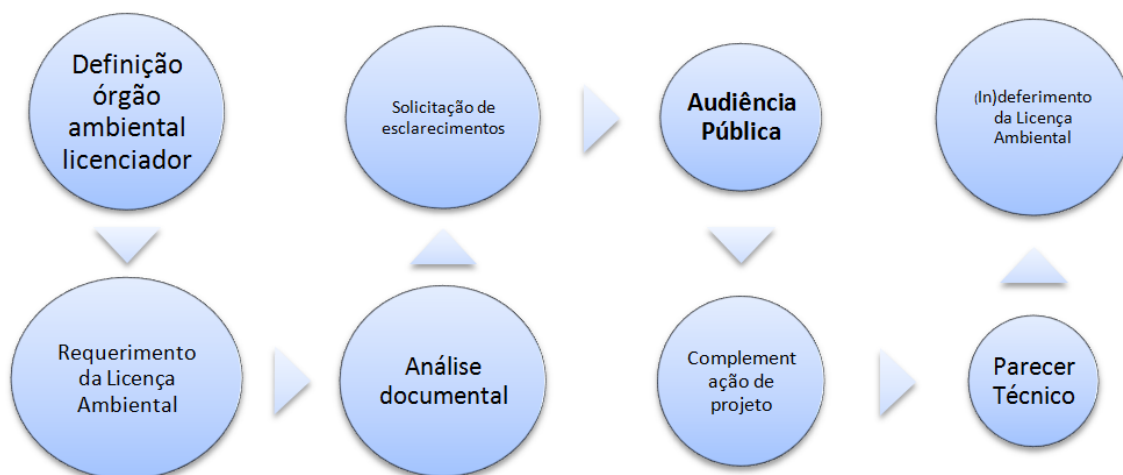 Definição
órgão
ambiental
licenciador
Requerimento
da Licença
Ambiental
Análise
documental
Solicitação de
esclarecimentos
Audiência
Pública
Complement
ação de
projeto
Parecer
Técnico
(In)deferimento
da Licença
Ambiental